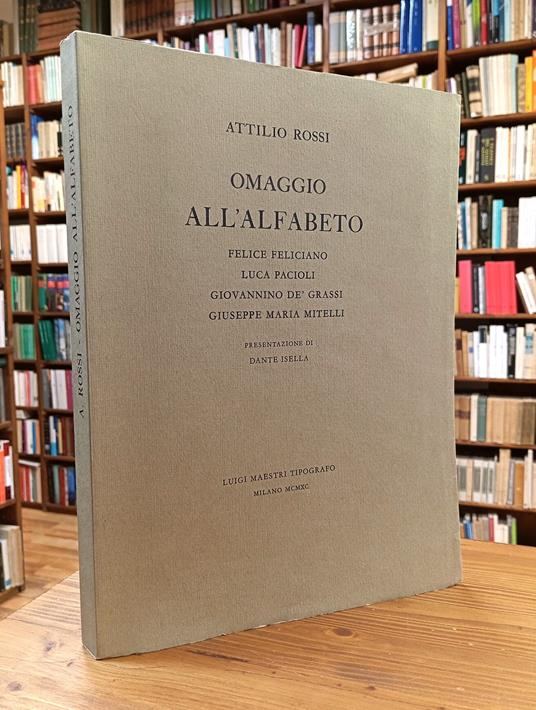 ATTILIO ROSSI
OMAGGIO
ALL'ALFABETO
FELICE FELICIANO
LUCA PACIOLI
GIOVANNINO DE' GRASSI
GIUSEPPE MARIA MITELLI
PRESENTAZIONE DI
DANTE ISELLA
LUIGI MAESTRI TIPOGRAFO
MILANO MCMXC
A. ROSSI - OMAGGIO ALL'ALFABETO